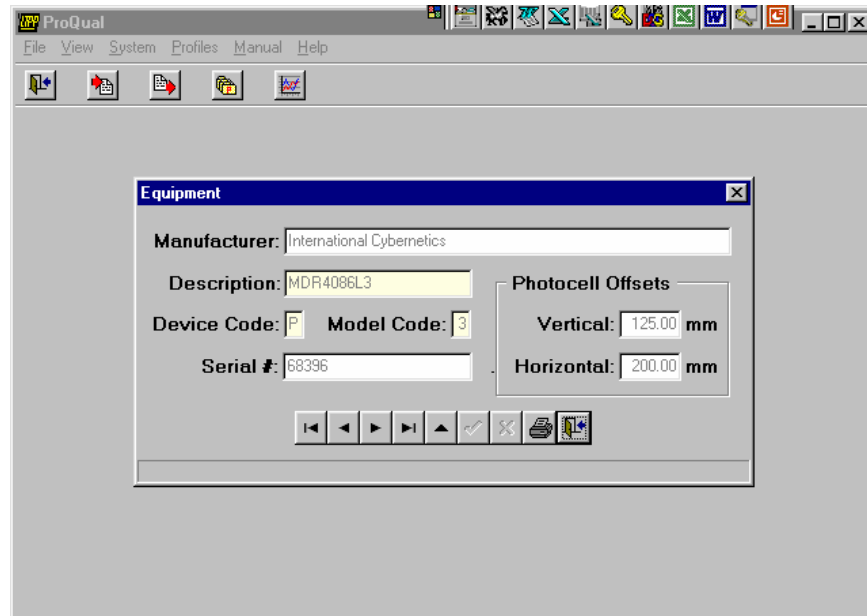 ProQual
File View System Profiles Manual Help
Equipment
Manufacturer: International Cybernetics
Description: MDR4086L3
Photocell Offsets
Device Code: P Model Code: 3
Vertical: 125.00 mm
Serial #: 68396
. Horizontal: 200.00 mm